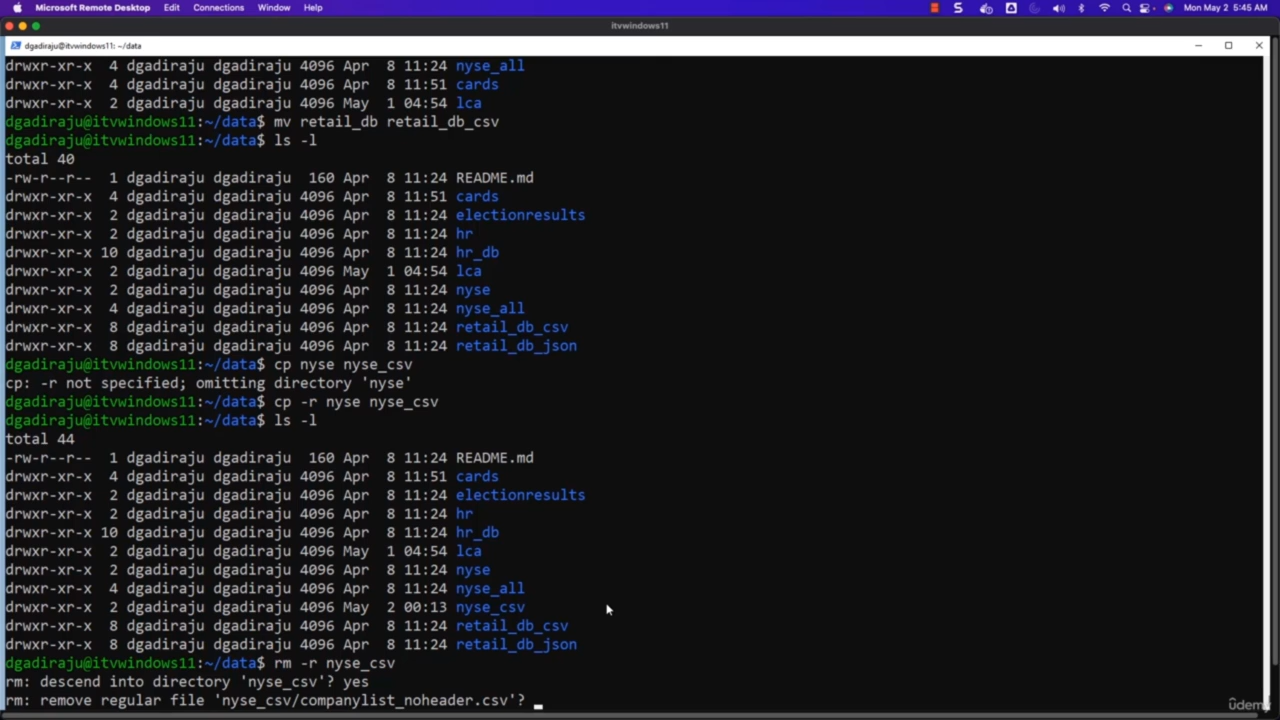 Microsoft Remote Desktop Edit Connections Window Help Mon May 2 5:45 AM
itvwindows11
dgadiraju@itvwindows11: ~/data
drwxr-xr-x 4 dgadiraju dgadiraju 4096 Apr 8 11:24 nyse_all
drwxr-xr-x 4 dgadiraju dgadiraju 4096 Apr 8 11:51 cards
drwxr-xr-x 2 dgadiraju dgadiraju 4096 May 1 04:54 lca
dgadiraju@itvwindows11:~/data$ mv retail_db retail_db_csv
dgadiraju@itvwindows11:~/data$ ls -l
total 40
-rw-r--r-- 1 dgadiraju dgadiraju 160 Apr 8 11:24 README.md
drwxr-xr-x 4 dgadiraju dgadiraju 4096 Apr 8 11:51 cards
drwxr-xr-x 2 dgadiraju dgadiraju 4096 Apr 8 11:24 electionresults
drwxr-xr-x 2 dgadiraju dgadiraju 4096 Apr 8 11:24 hr
drwxr-xr-x 10 dgadiraju dgadiraju 4096 Apr 8 11:24 hr_db
drwxr-xr-x 2 dgadiraju dgadiraju 4096 May 1 04:54 lca
drwxr-xr-x 2 dgadiraju dgadiraju 4096 Apr 8 11:24 nyse
drwxr-xr-x 4 dgadiraju dgadiraju 4096 Apr 8 11:24 nyse_all
drwxr-xr-x 8 dgadiraju dgadiraju 4096 Apr 8 11:24 retail_db_csv
drwxr-xr-x 8 dgadiraju dgadiraju 4096 Apr 8 11:24 retail_db_json
dgadiraju@itvwindows11:~/data$ cp nyse nyse_csv
cp: -r not specified; omitting directory 'nyse'
dgadiraju@itvwindows11:~/data$ cp -r nyse nyse_csv
dgadiraju@itvwindows11:~/data$ ls -l
total 44
-rw-r--r-- 1 dgadiraju dgadiraju 160 Apr 8 11:24 README.md
drwxr-xr-x 4 dgadiraju dgadiraju 4096 Apr 8 11:51 cards
drwxr-xr-x 2 dgadiraju dgadiraju 4096 Apr 8 11:24 electionresults
drwxr-xr-x 2 dgadiraju dgadiraju 4096 Apr 8 11:24 hr
drwxr-xr-x 10 dgadiraju dgadiraju 4096 Apr 8 11:24 hr_db
drwxr-xr-x 2 dgadiraju dgadiraju 4096 May 1 04:54 lca
drwxr-xr-x 2 dgadiraju dgadiraju 4096 Apr 8 11:24 nyse
drwxr-xr-x 4 dgadiraju dgadiraju 4096 Apr 8 11:24 nyse_all
drwxr-xr-x 2 dgadiraju dgadiraju 4096 May 2 00:13 nyse_csv
drwxr-xr-x 8 dgadiraju dgadiraju 4096 Apr 8 11:24 retail_db_csv
drwxr-xr-x 8 dgadiraju dgadiraju 4096 Apr 8 11:24 retail_db_json
dgadiraju@itvwindows11:~/data$ rm -r nyse_csv
rm: descend into directory 'nyse_csv'? yes
rm: remove regular file 'nyse_csv/companylist_noheader.csv'?
ûdemy